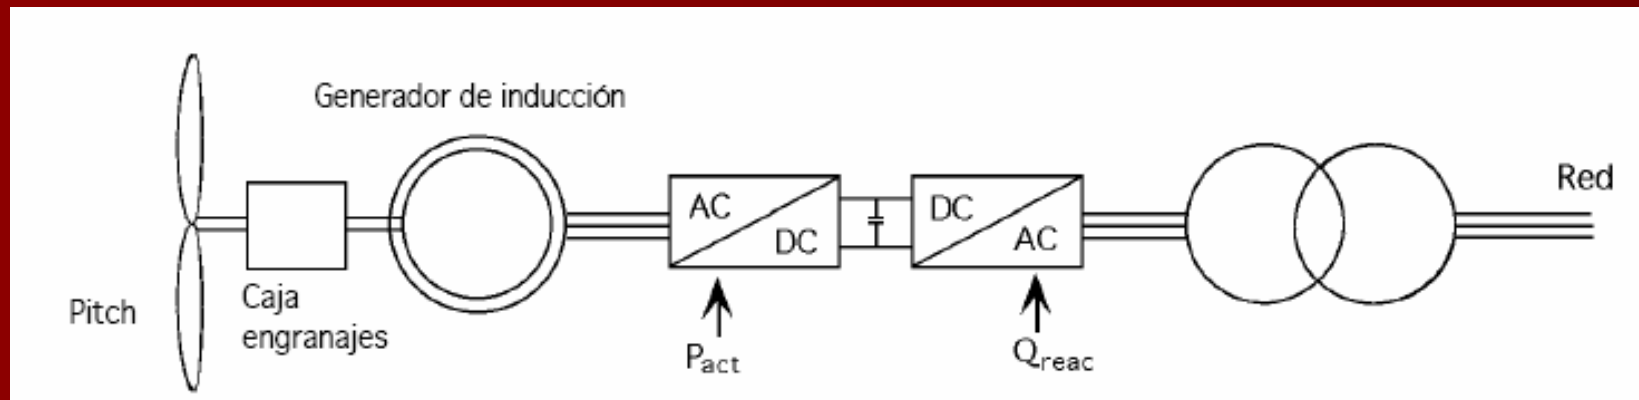 Generador de inducción
Red
AC
DC
DC
AC
Pitch
Caja
engranajes
Pact
Qreac